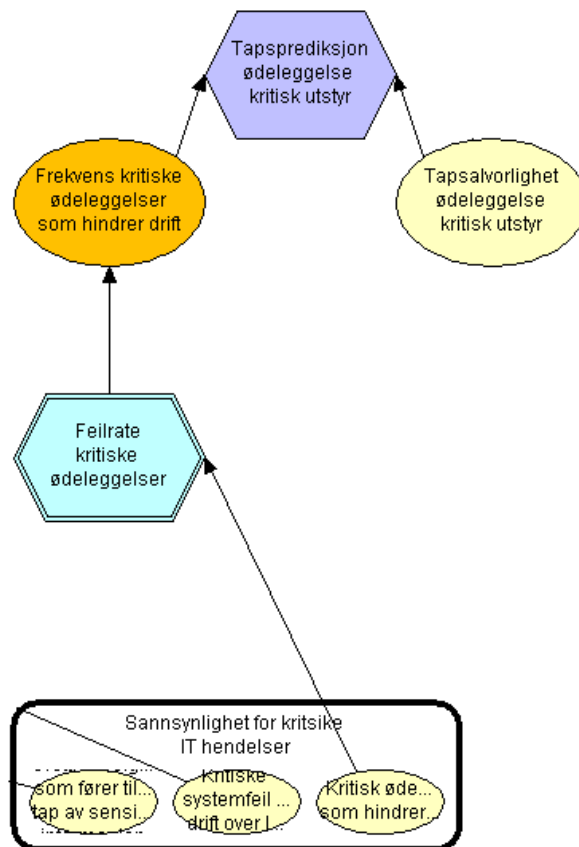 Tapsprediksjon
ødeleggelse
kritisk utstyr
Frekvens kritiske
ødeleggelser
som hindrer drift
Tapsalvorlighet
ødeleggelse
kritisk utstyr
Feilrate
kritiske
ødeleggelser
Sannsynlighet for kritsike
IT hendelser
som fører til...
tap av sensi...
Kritiske
systemfeil ...
drift over l...
Kritisk øde...
som hindrer...